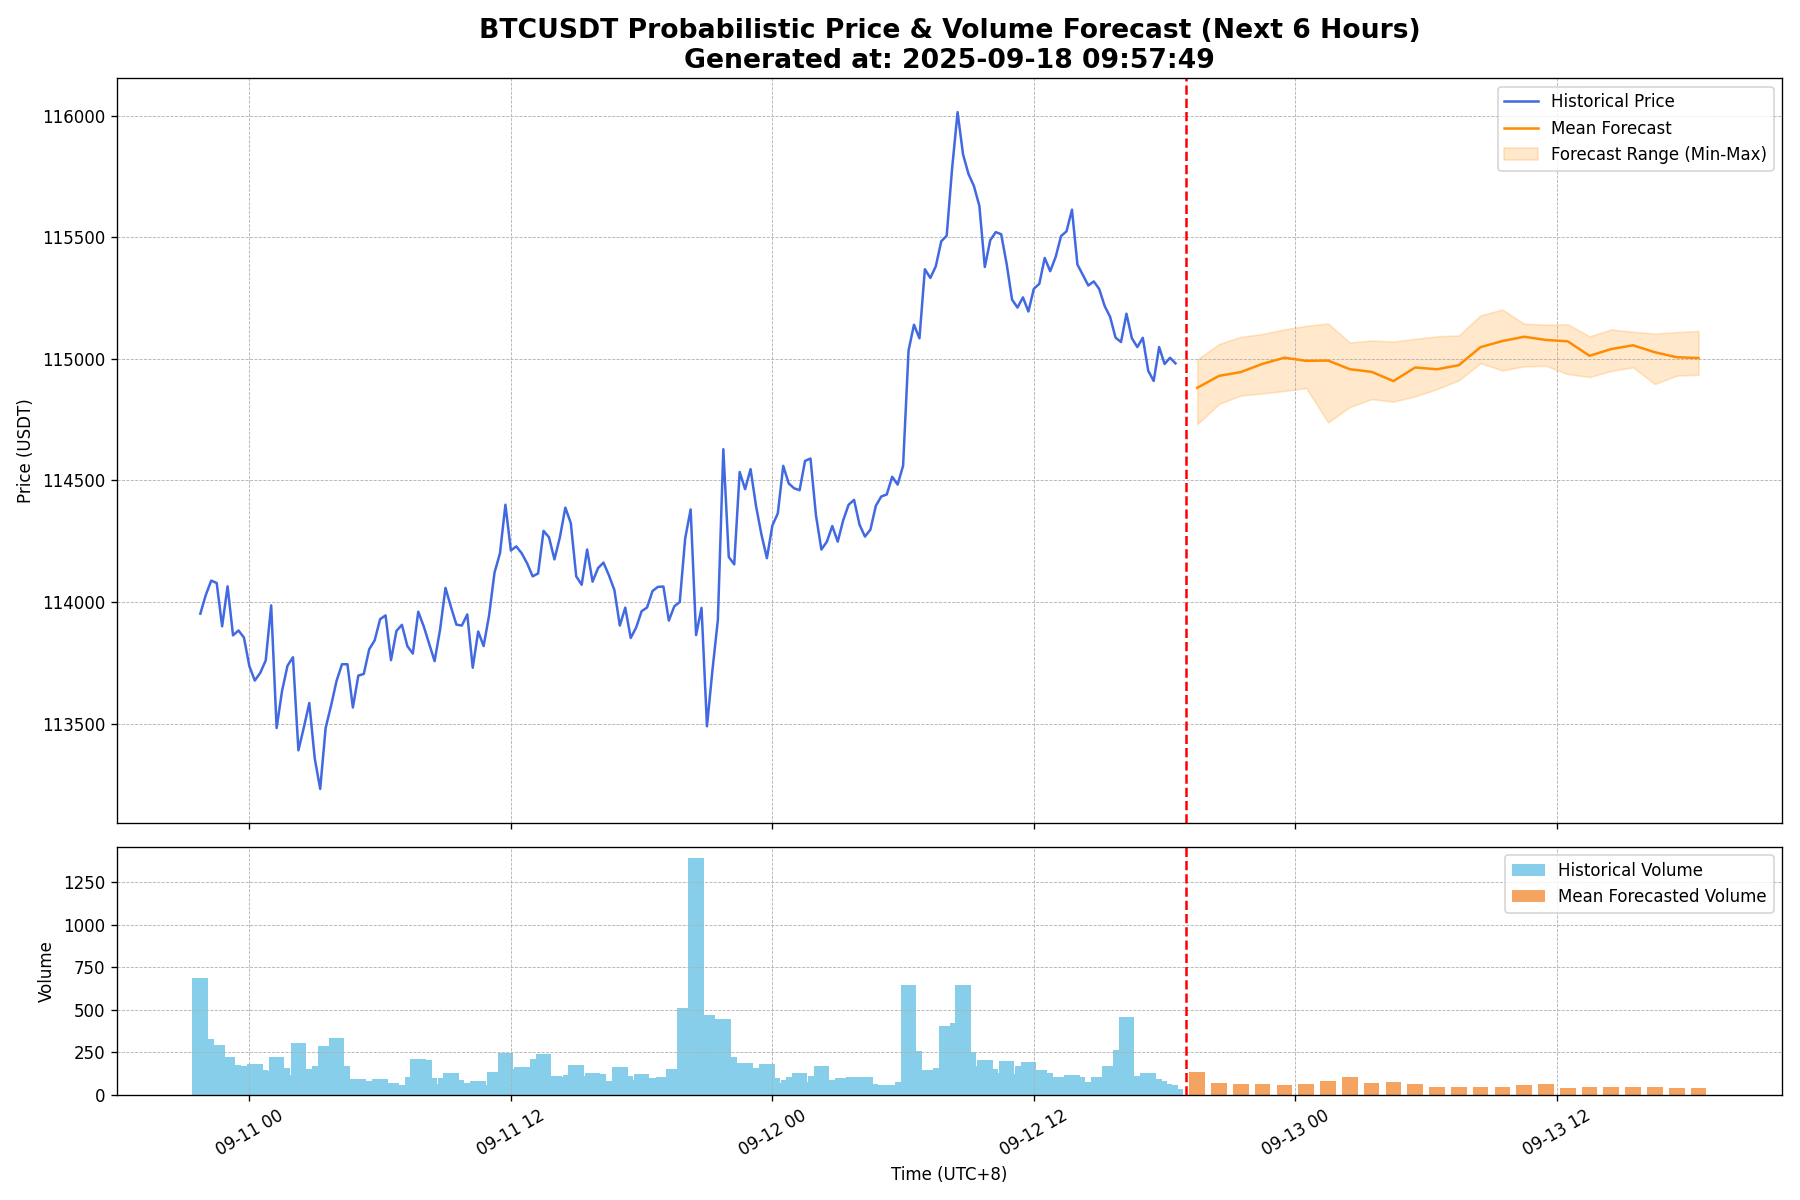 BTCUSDT Probabilistic Price & Volume Forecast (Next 6 Hours)
Generated at: 2025-09-18 09:57:49
Historical Price
Mean Forecast
Forecast Range (Min-Max)
116000
115500
115000
114500
114000
113500
Price (USDT)
Historical Volume
Mean Forecasted Volume
1250
1000
750
500
250
0
Volume
09-11 00
09-11 12
09-12 00
09-12 12
09-13 00
09-13 12
Time (UTC+8)